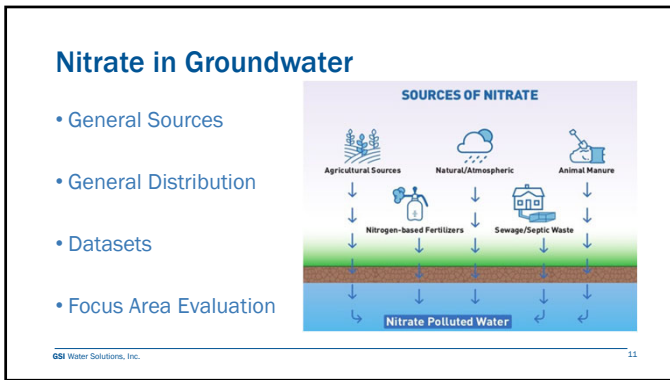 Nitrate in Groundwater
• General Sources
• General Distribution
• Datasets
• Focus Area Evaluation
SOURCES OF NITRATE
Agricultural Sources
Natural/Atmospheric
Animal Manure
Nitrogen-based Fertilizers
Sewage/Septic Waste
Nitrate Polluted Water
GSI Water Solutions, Inc.
11